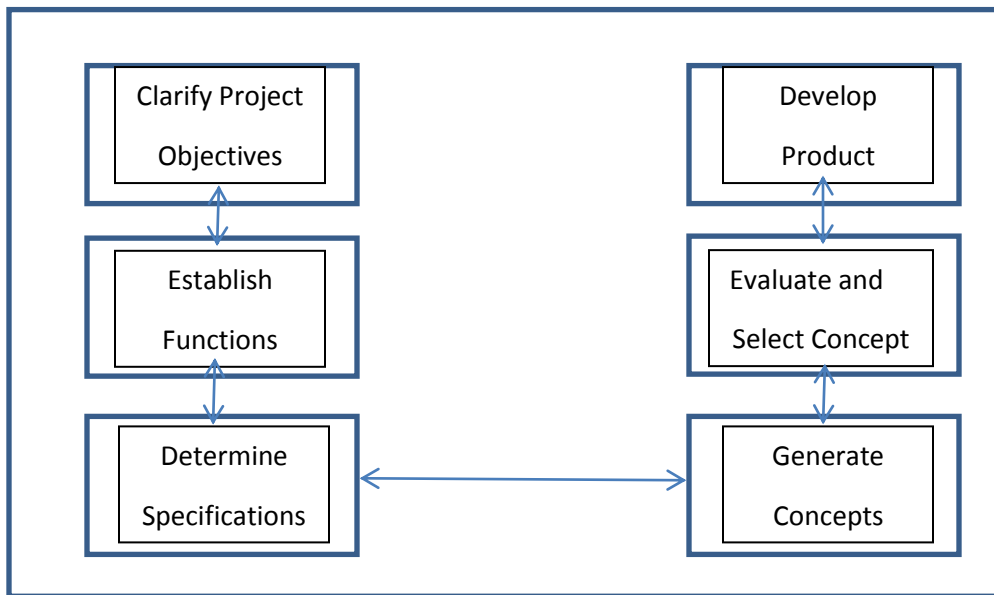 Clarify Project
Objectives
Establish
Functions
Determine
Specifications
Develop
Product
Evaluate and
Select Concept
Generate
Concepts